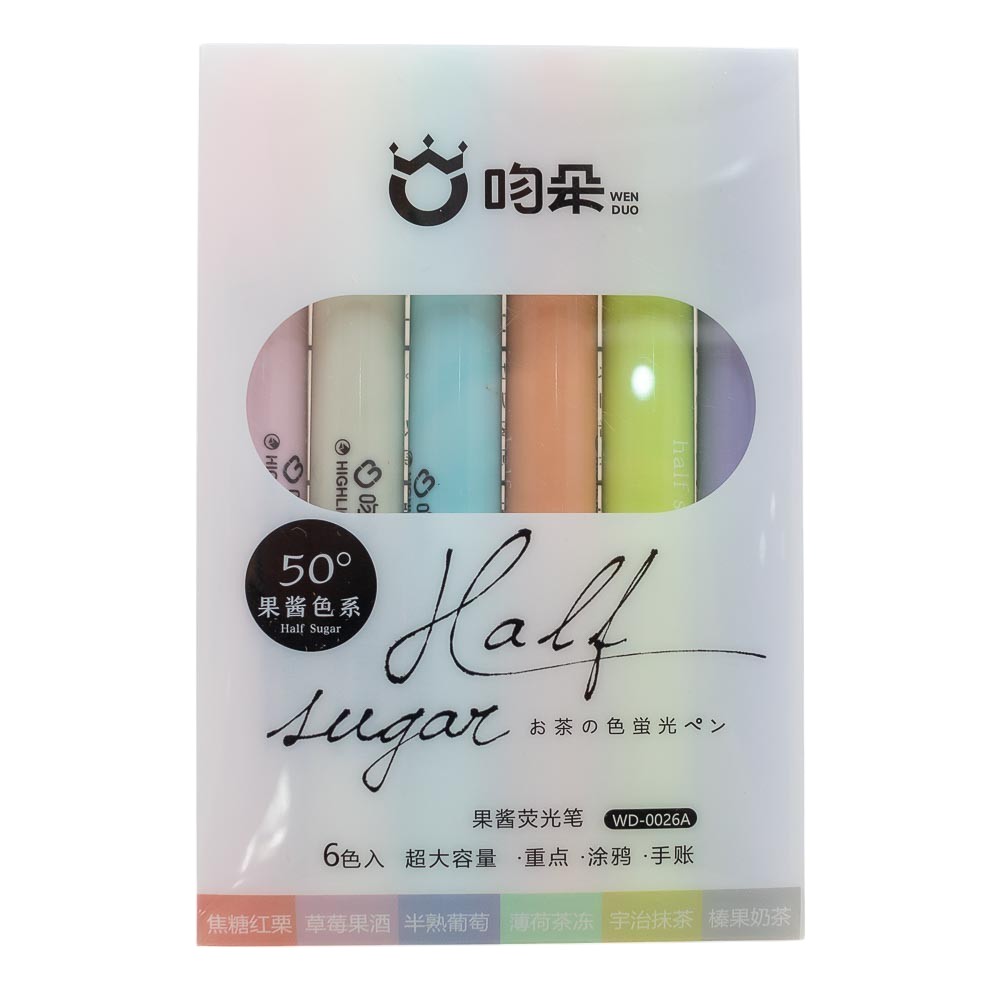 吻朵 WEN DUO
HIGHLI
half s
50°
果酱色系
Half Sugar
Half
sugar
お茶の色蛍光ペン
果酱荧光笔 WD-0026A
6色入 超大容量 ·重点 ·涂鸦 ·手账
焦糖红栗 草莓果酒 半熟葡萄 薄荷茶冻 宇治抹茶 榛果奶茶